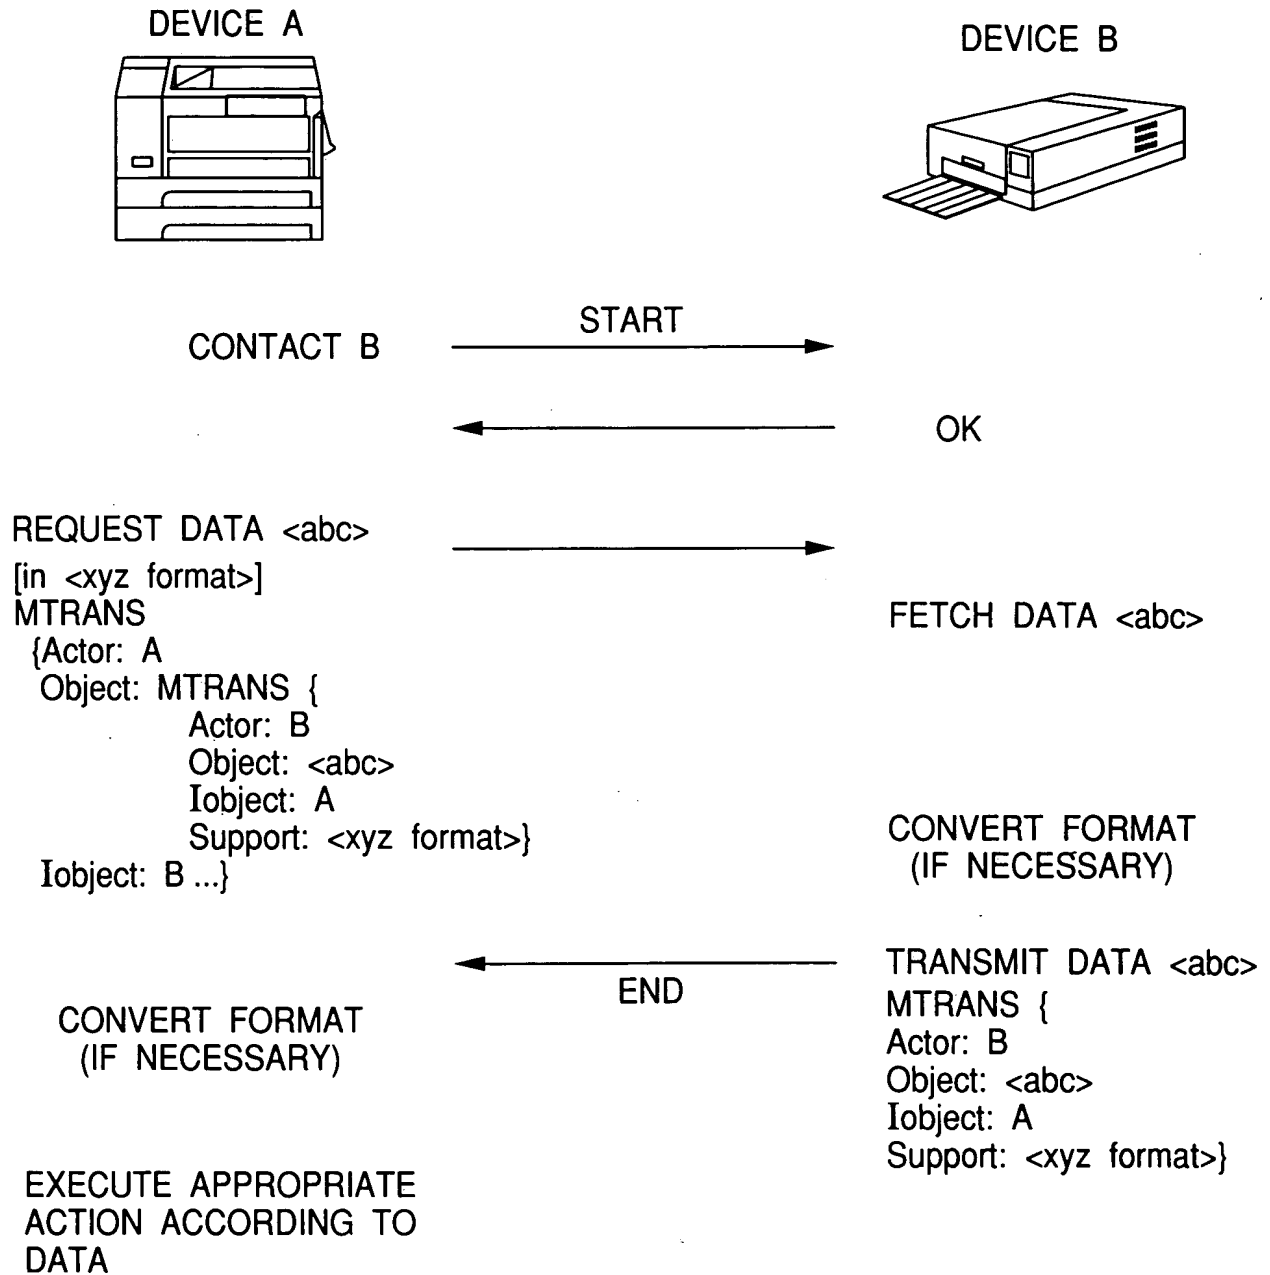 DEVICE A
DEVICE B
CONTACT B
START
OK
REQUEST DATA <abc>
[in <xyz format>]
MTRANS
{Actor: A
Object: MTRANS {
Actor: B
Object: <abc>
Iobject: A
Support: <xyz format>}
Iobject: B ...}
FETCH DATA <abc>
CONVERT FORMAT
(IF NECESSARY)
END
TRANSMIT DATA <abc>
MTRANS {
Actor: B
Object: <abc>
Iobject: A
Support: <xyz format>}
CONVERT FORMAT
(IF NECESSARY)
EXECUTE APPROPRIATE
ACTION ACCORDING TO
DATA